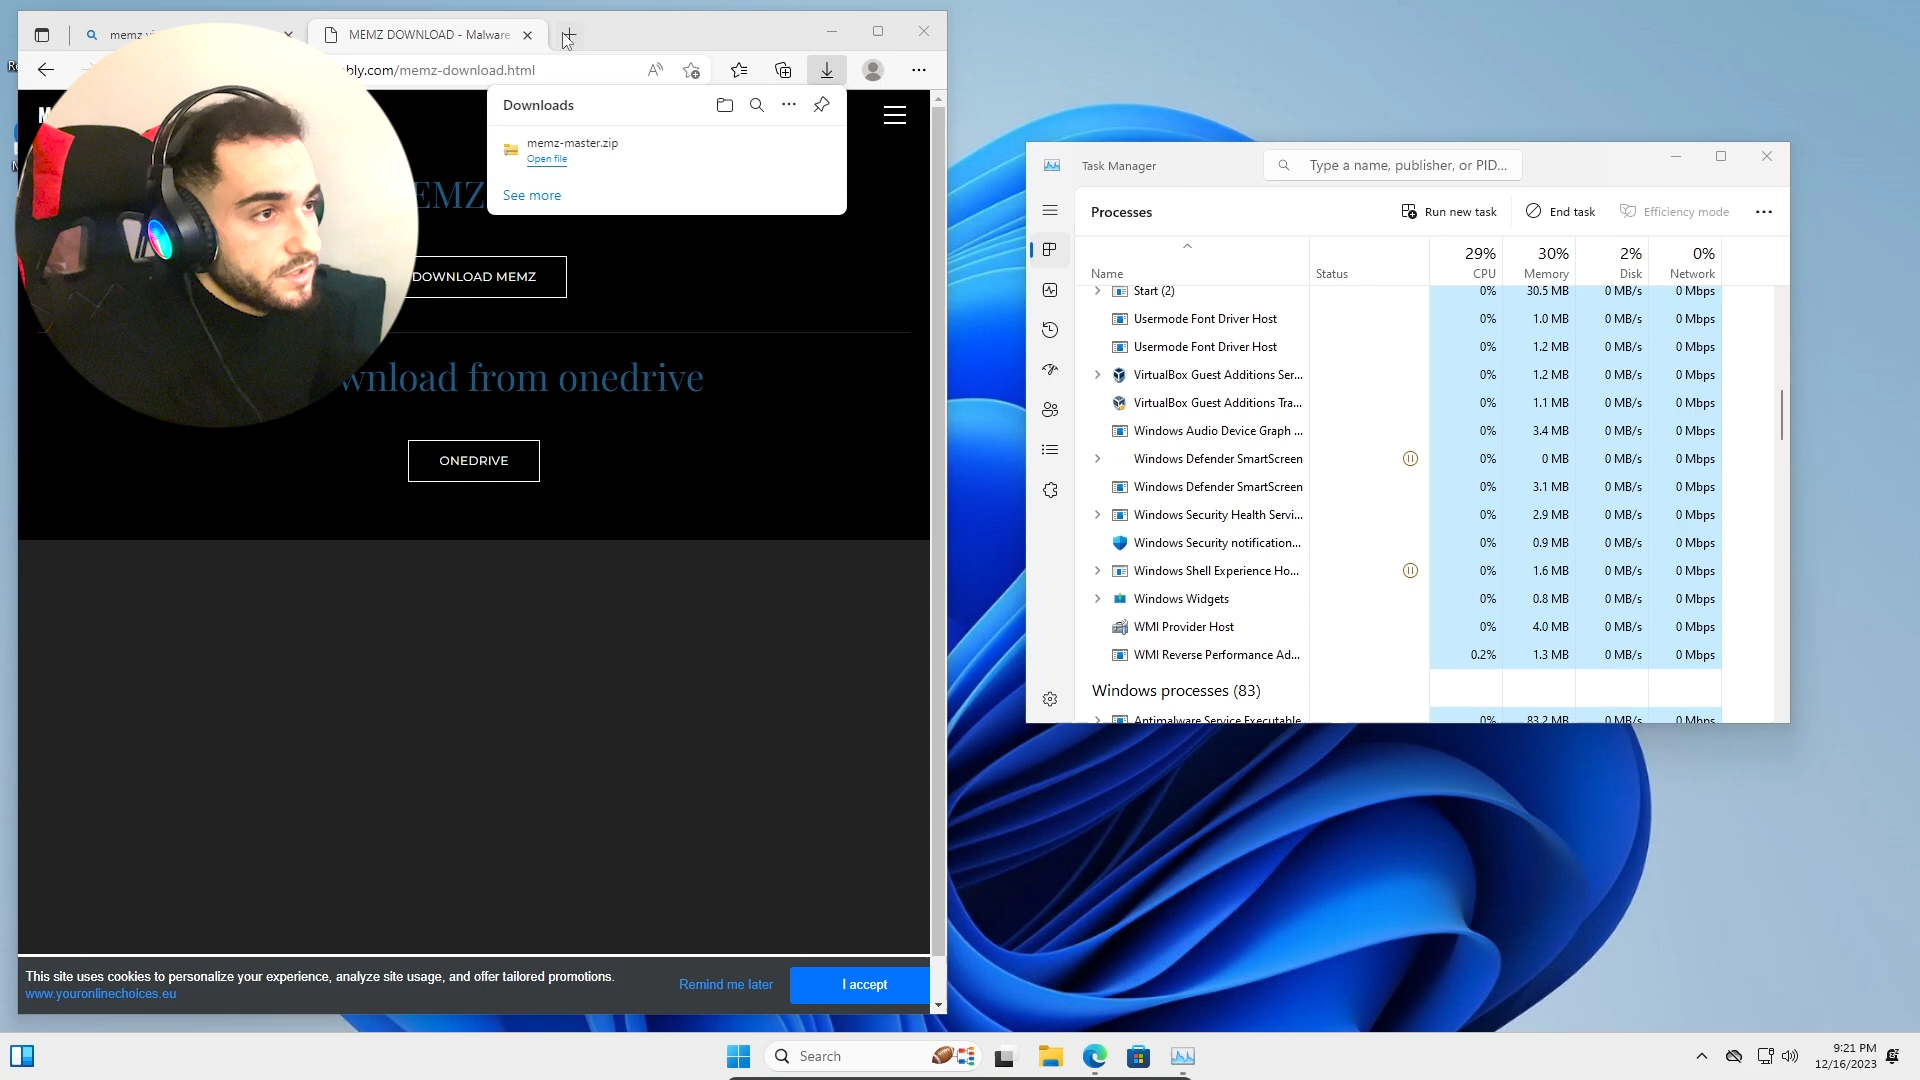 memz
MEMZ DOWNLOAD - Malware
bly.com/memz-download.html
Downloads
memz-master.zip
Open file
See more
EMZ
DOWNLOAD MEMZ
wnload from onedrive
ONEDRIVE
This site uses cookies to personalize your experience, analyze site usage, and offer tailored promotions.
www.youronlinechoices.eu
Remind me later
I accept
Task Manager
Type a name, publisher, or PID...
Processes
Run new task
End task
Efficiency mode
29% 30% 2% 0%
Name Status CPU Memory Disk Network
Start (2) 0% 30.5 MB 0 MB/s 0 Mbps
Usermode Font Driver Host 0% 1.0 MB 0 MB/s 0 Mbps
Usermode Font Driver Host 0% 1.2 MB 0 MB/s 0 Mbps
VirtualBox Guest Additions Ser... 0% 1.2 MB 0 MB/s 0 Mbps
VirtualBox Guest Additions Tra... 0% 1.1 MB 0 MB/s 0 Mbps
Windows Audio Device Graph ... 0% 3.4 MB 0 MB/s 0 Mbps
Windows Defender SmartScreen 0% 0 MB 0 MB/s 0 Mbps
Windows Defender SmartScreen 0% 3.1 MB 0 MB/s 0 Mbps
Windows Security Health Servi... 0% 2.9 MB 0 MB/s 0 Mbps
Windows Security notification... 0% 0.9 MB 0 MB/s 0 Mbps
Windows Shell Experience Ho... 0% 1.6 MB 0 MB/s 0 Mbps
Windows Widgets 0% 0.8 MB 0 MB/s 0 Mbps
WMI Provider Host 0% 4.0 MB 0 MB/s 0 Mbps
WMI Reverse Performance Ad... 0.2% 1.3 MB 0 MB/s 0 Mbps
Windows processes (83)
Antimalware Service Executable 0% 83.2 MB 0 MB/s 0 Mbps
Search
9:21 PM
12/16/2023